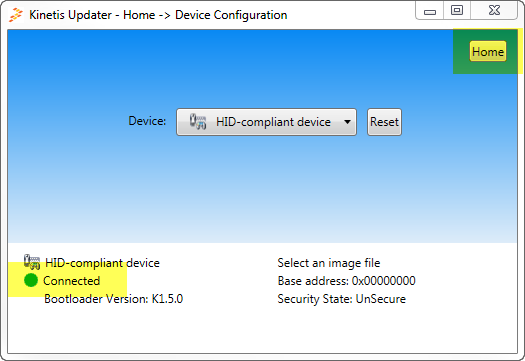 Kinetis Updater - Home -> Device Configuration
Home
Device: HID-compliant device Reset
HID-compliant device
Connected
Bootloader Version: K1.5.0
Select an image file
Base address: 0x00000000
Security State: UnSecure